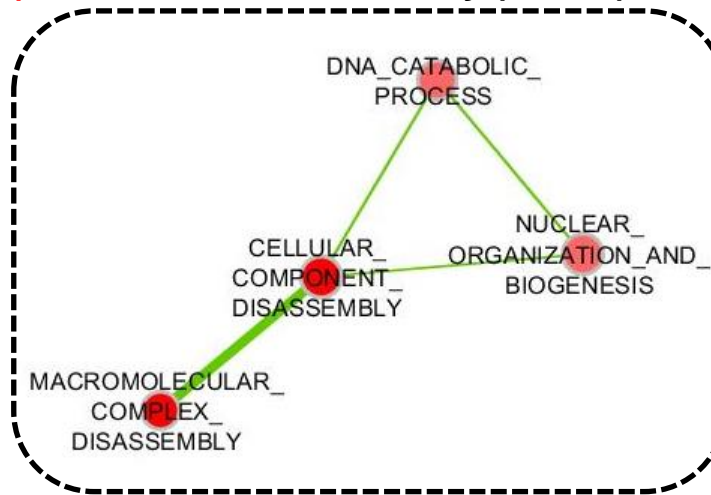 DNA_CATABOLIC_
PROCESS
NUCLEAR_
ORGANIZATION_AND_
BIOGENESIS
CELLULAR_
COMPONENT_
DISASSEMBLY
MACROMOLECULAR_
COMPLEX_
DISASSEMBLY